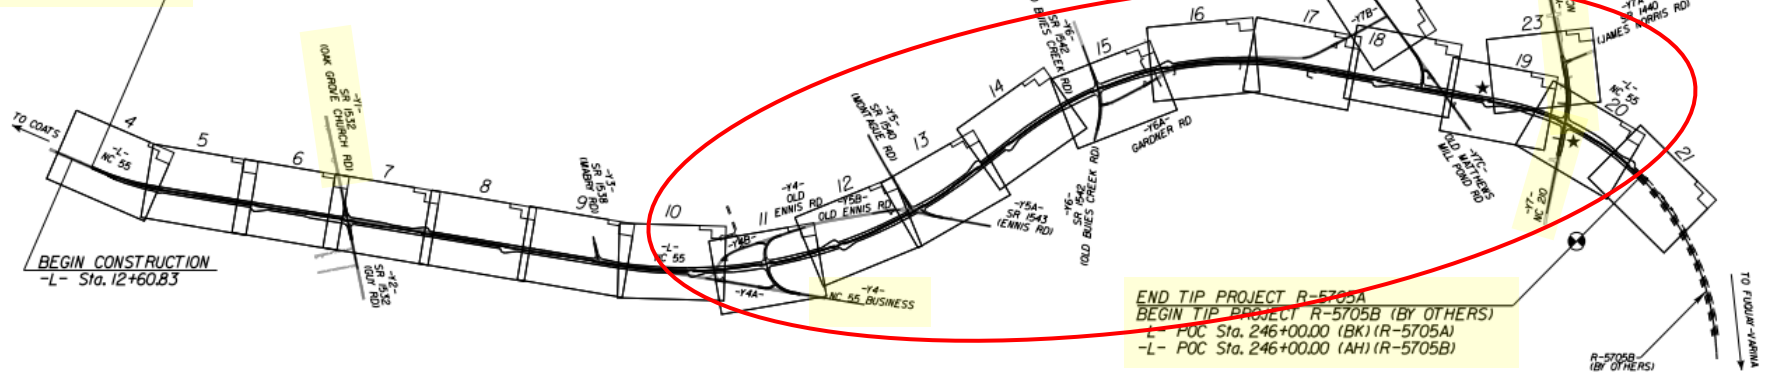 TO COATS
4
-L-
NC 55
5
6
-Y1-
SR 1532
(OAK GROVE CHURCH RD)
7
8
-Y2-
SR 1532
(GUY RD)
9
-Y3-
SR 1538
(MABRY RD)
10
-L-
NC 55
11
-Y4B-
-Y4A-
-Y4-
OLD
ENNIS RD
-Y4-
NC 55 BUSINESS
12
-Y5B-
OLD ENNIS RD
-Y5-
SR 1540
(MONTAGUE RD)
13
-Y5A-
SR 1543
(ENNIS RD)
14
-Y6-
SR 1542
BUIES CREEK RD)
15
-Y6-
SR 1542
(OLD BUIES CREEK RD)
-Y6A-
GARDNER RD
16
17
-Y7B-
18
-Y7C-
OLD MATTHEWS
MILL POND RD
19
23
SR 1440
(JAMES NORRIS RD)
-Y7-
NC 210
20
-L-
55
21
BEGIN CONSTRUCTION
-L- Sta. 12+60.83
END TIP PROJECT R-5705A
BEGIN TIP PROJECT R-5705B (BY OTHERS)
-L- POC Sta. 246+00.00 (BK) (R-5705A)
-L- POC Sta. 246+00.00 (AH) (R-5705B)
R-5705B
(BY OTHERS)
TO FUQUAY-VARINA